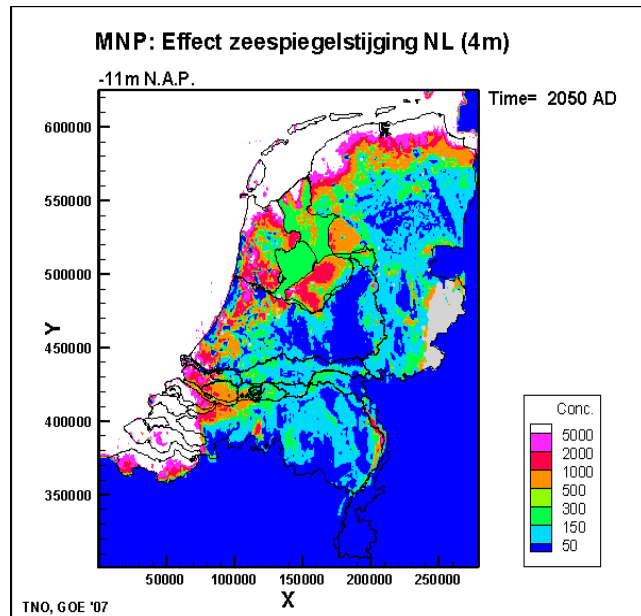 MNP: Effect zeespiegelstijging NL (4m)
-11m N.A.P.
Time= 2050 AD
600000
550000
500000
450000
400000
350000
Y
50000 100000 150000 200000 250000
X
Conc.
5000
2000
1000
500
300
150
50
TNO, GOE '07